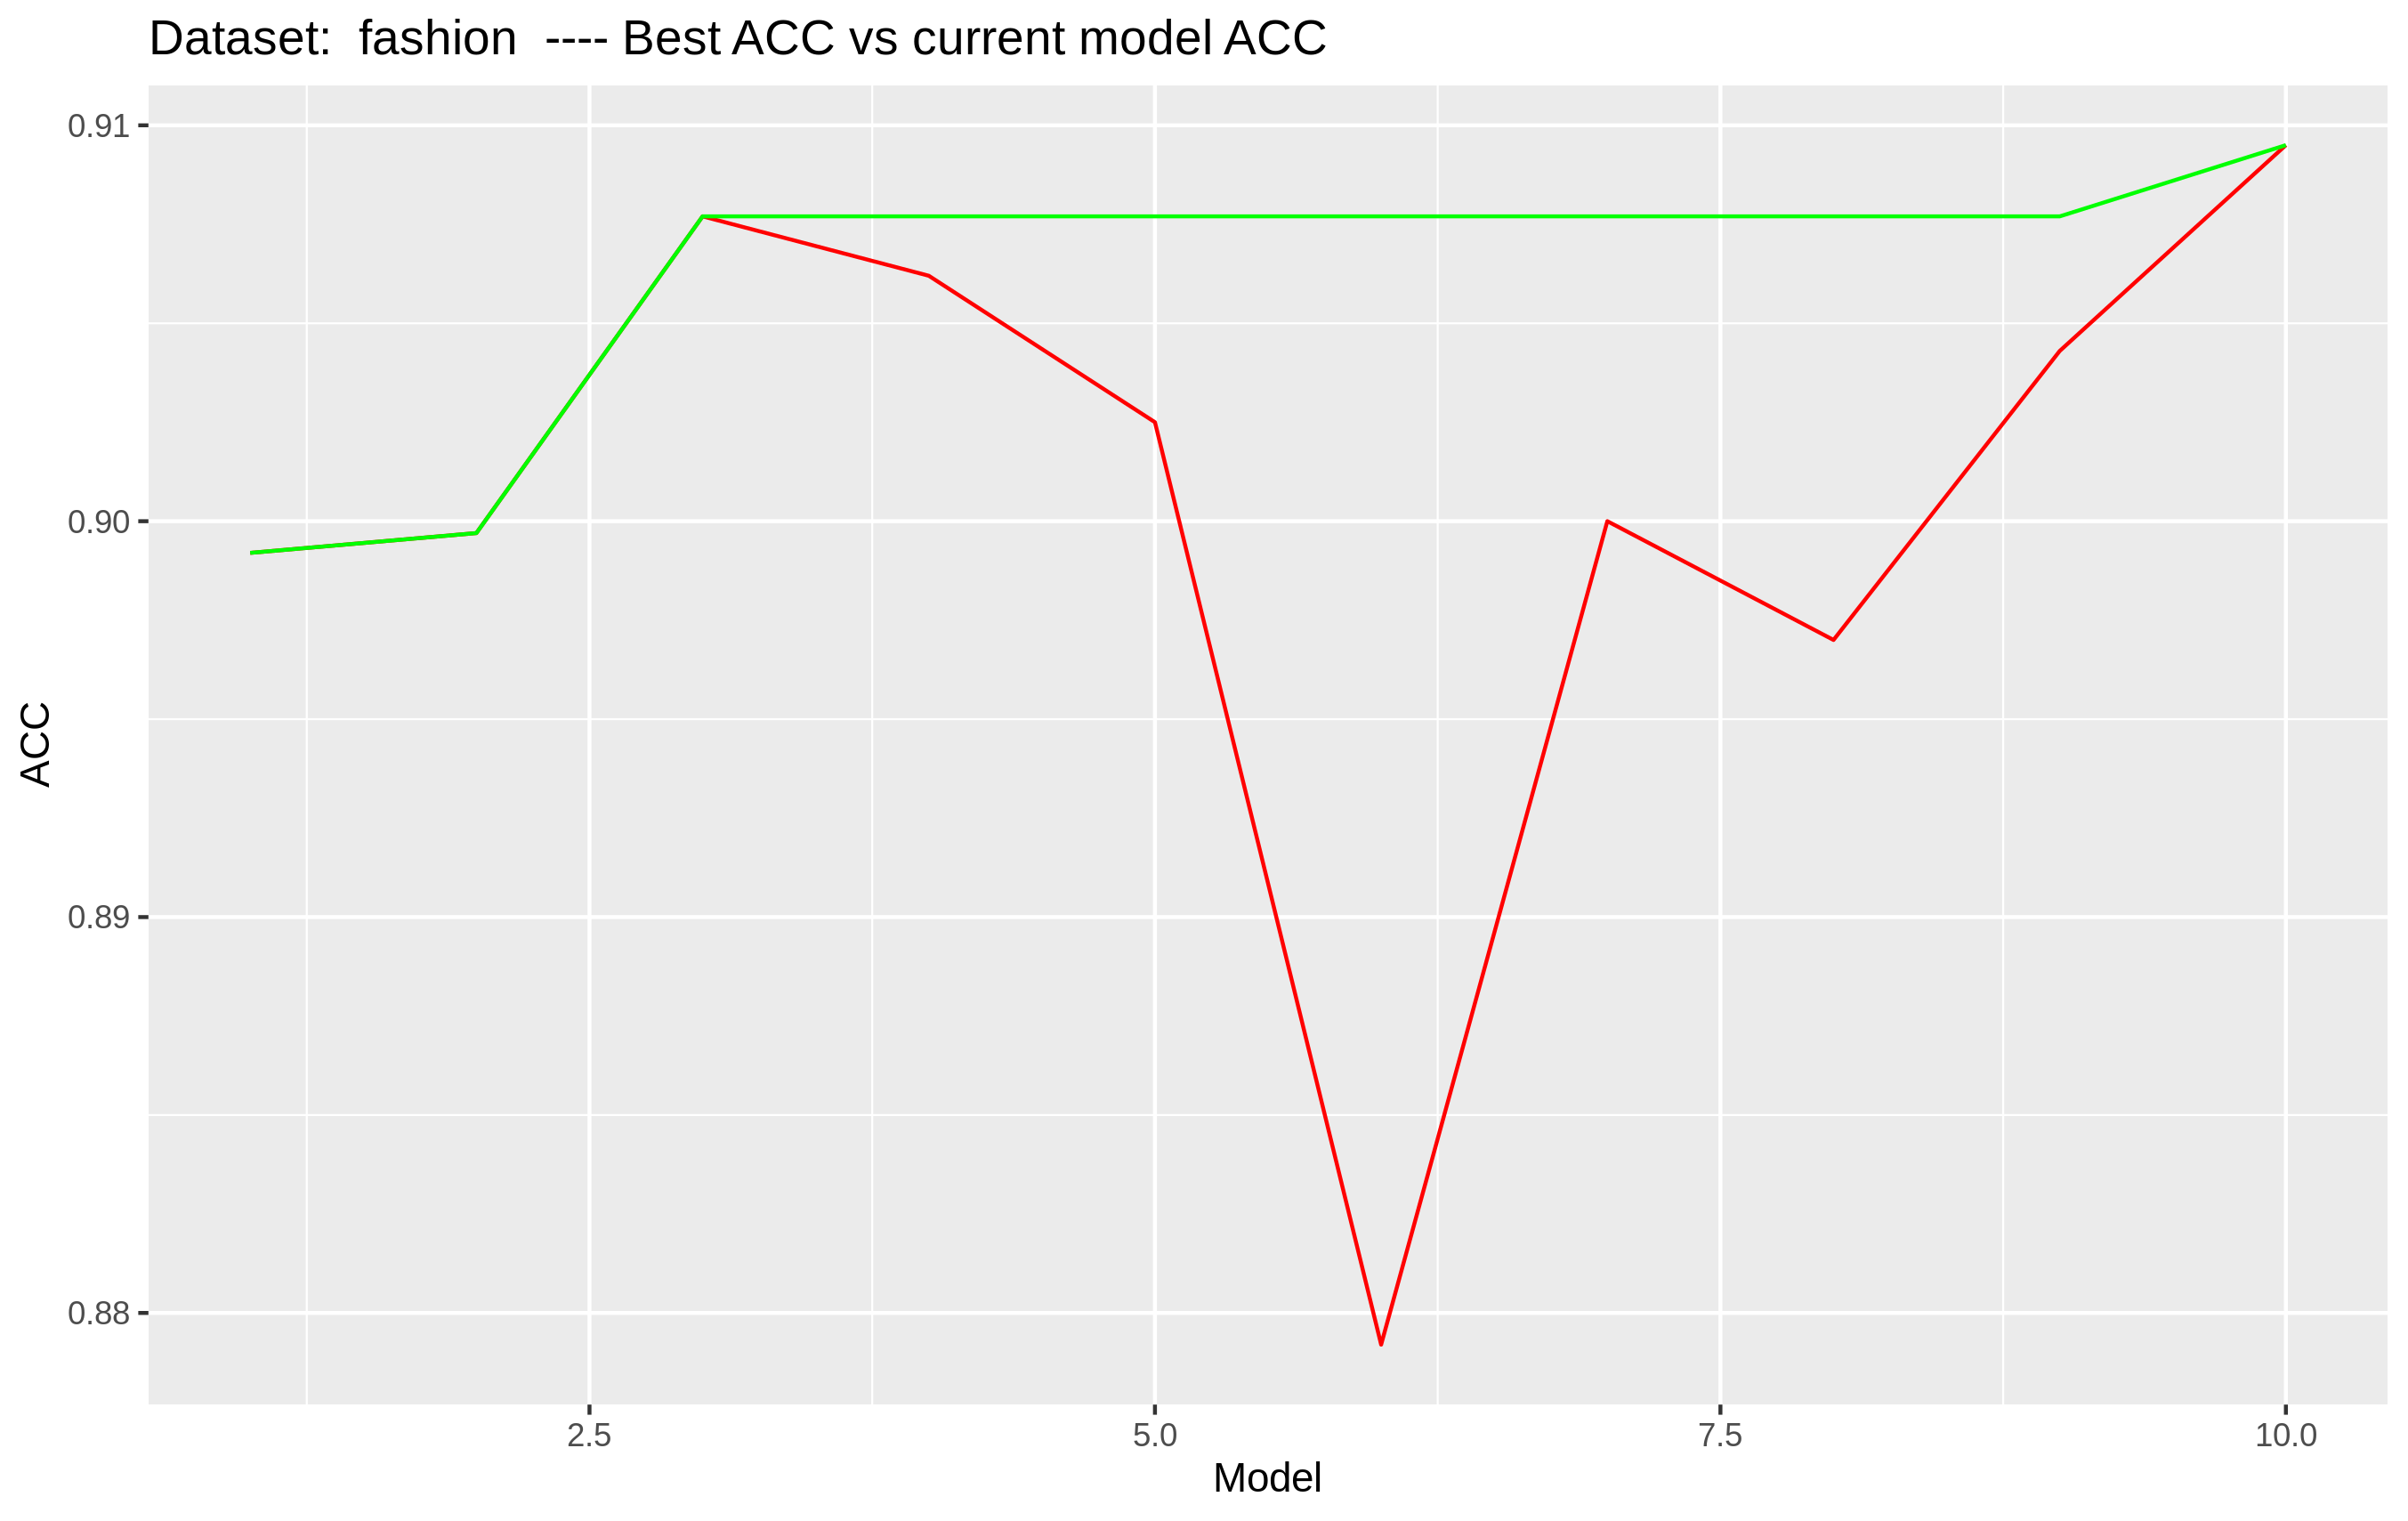 Dataset:  fashion  ---- Best ACC vs current model ACC
0.91
0.90
0.89
0.88
ACC
2.5 5.0 7.5 10.0
Model